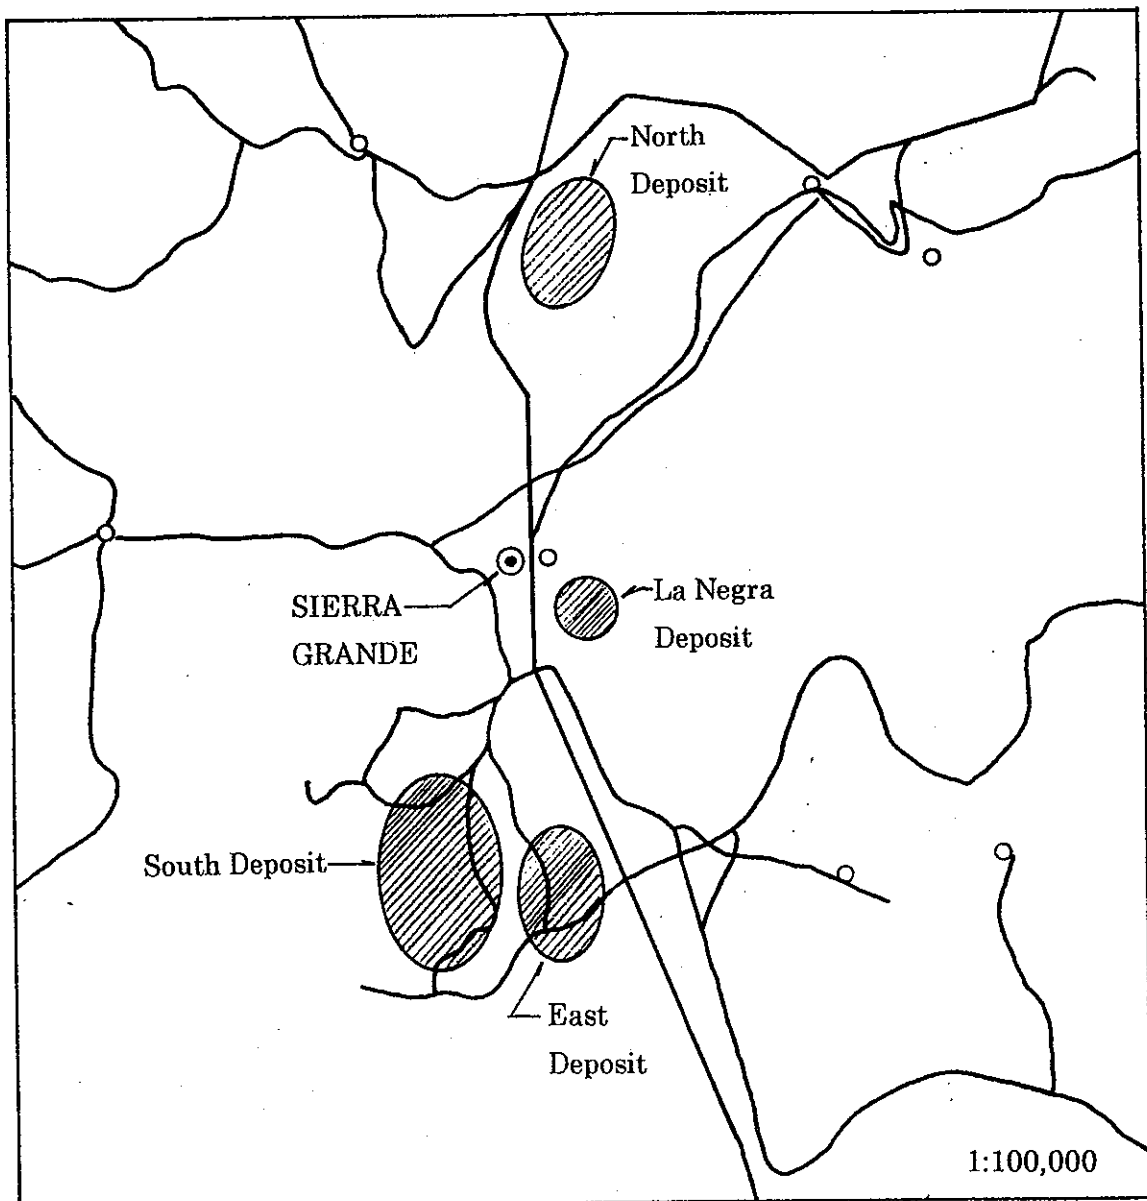 North
Deposit
SIERRA
GRANDE
La Negra
Deposit
South Deposit
East
Deposit
1:100,000